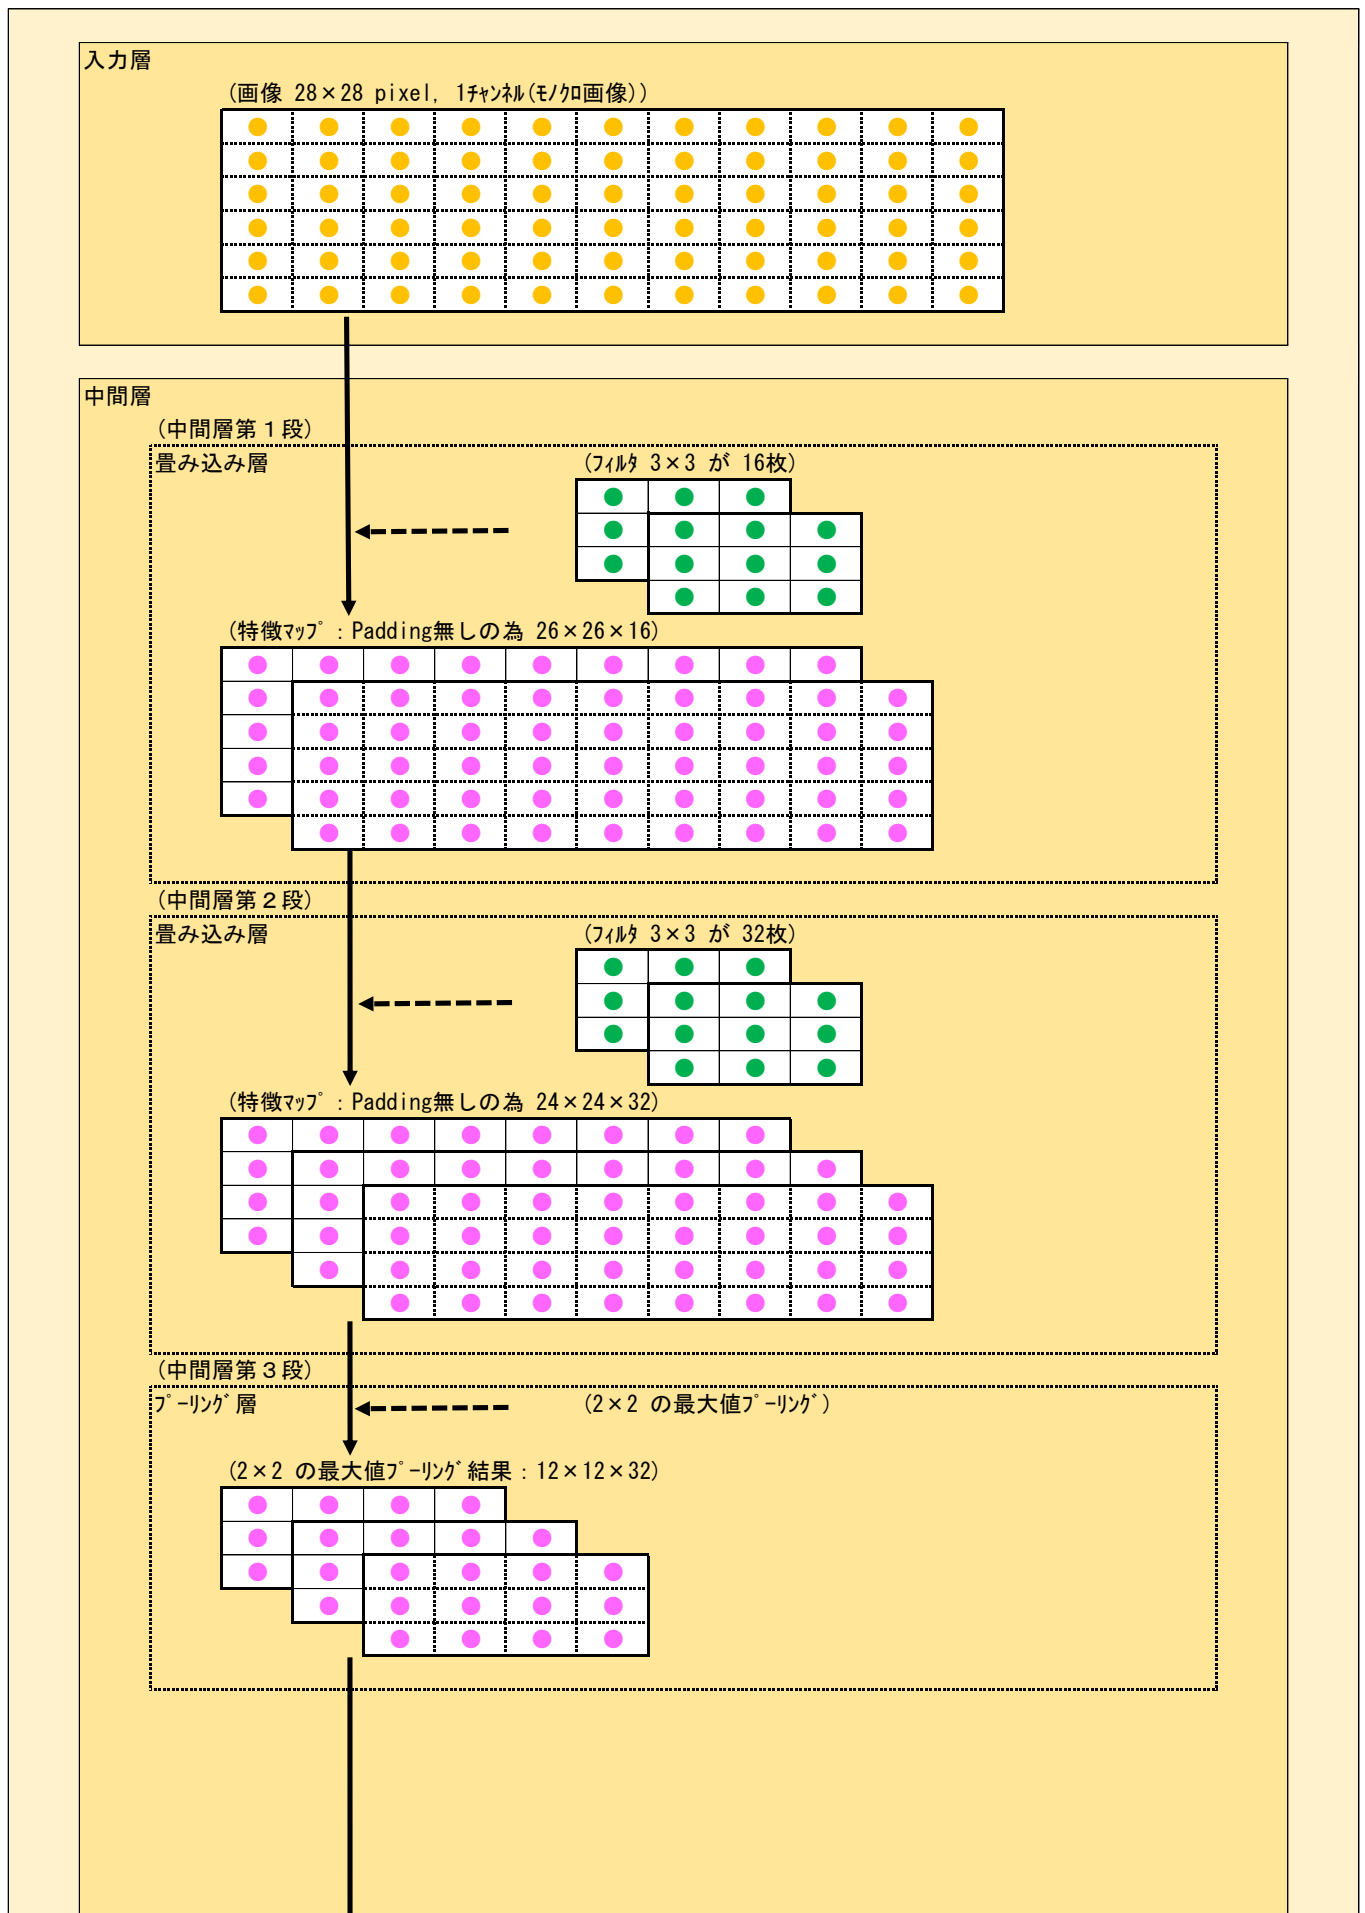 入力層
(画像 28×28 pixel, 1ﾁｬﾝﾈﾙ(ﾓﾉｸﾛ画像))
中間層
(中間層第１段)
畳み込み層
(ﾌｨﾙﾀ 3×3 が 16枚)
(特徴ﾏｯﾌﾟ：Padding無しの為 26×26×16)
(中間層第２段)
畳み込み層
(ﾌｨﾙﾀ 3×3 が 32枚)
(特徴ﾏｯﾌﾟ：Padding無しの為 24×24×32)
(中間層第３段)
ﾌﾟｰﾘﾝｸﾞ層
(2×2 の最大値ﾌﾟｰﾘﾝｸﾞ)
(2×2 の最大値ﾌﾟｰﾘﾝｸﾞ結果：12×12×32)